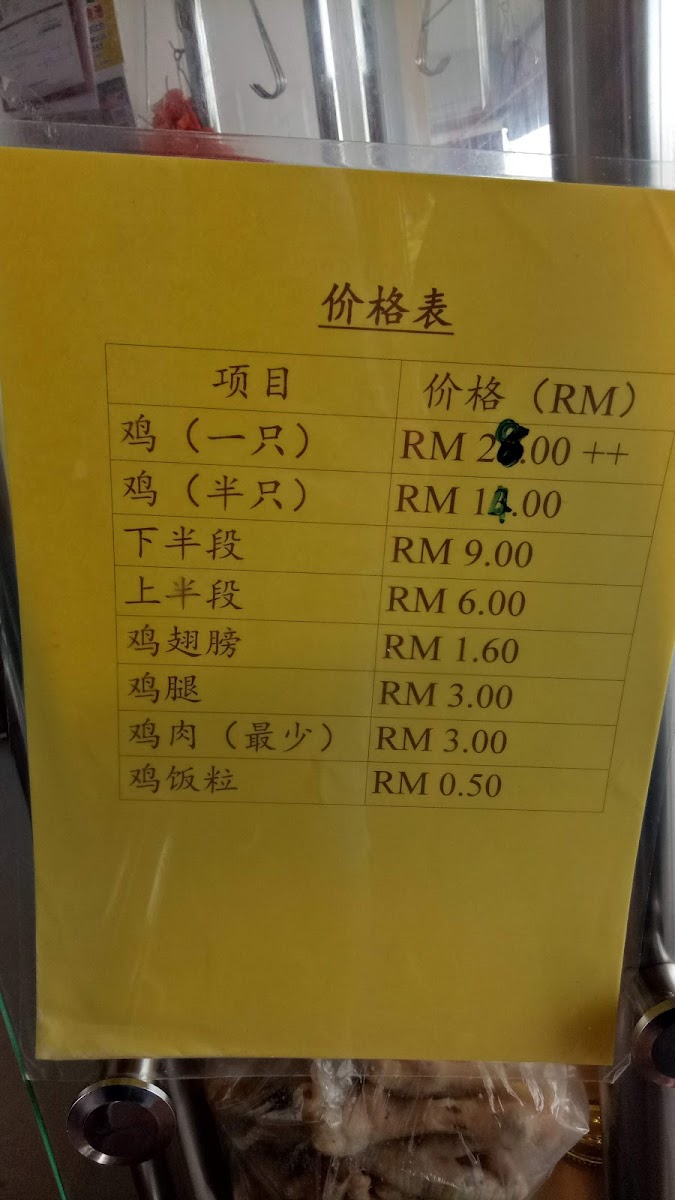 价格表
项目 价格（RM）
鸡（一只） RM 28.00 ++
鸡（半只） RM 13.00
下半段 RM 9.00
上半段 RM 6.00
鸡翅膀 RM 1.60
鸡腿 RM 3.00
鸡肉（最少） RM 3.00
鸡饭粒 RM 0.50